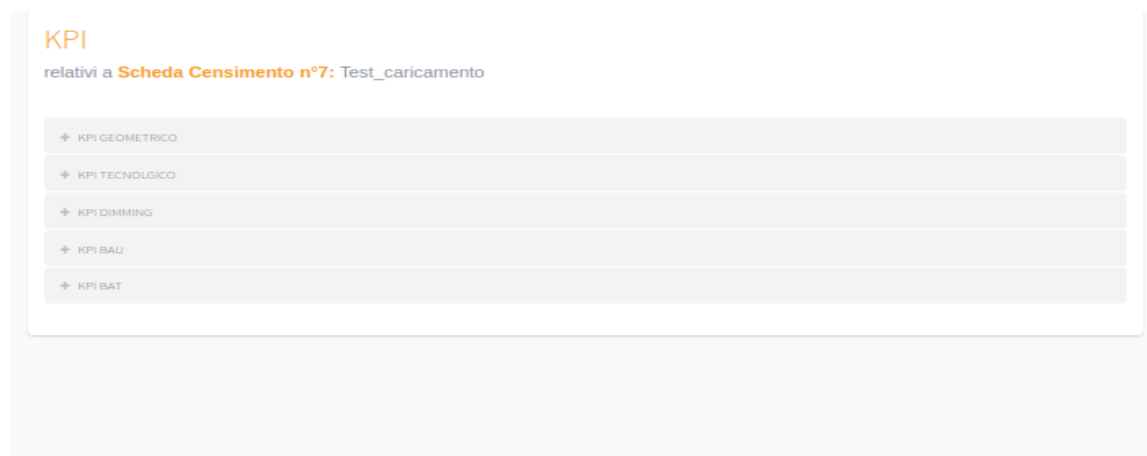 KPI
relativi a Scheda Censimento n°7: Test_caricamento
+ KPI GEOMETRICO
+ KPI TECNOLGICO
+ KPI DIMMING
+ KPI BAU
+ KPI BAT